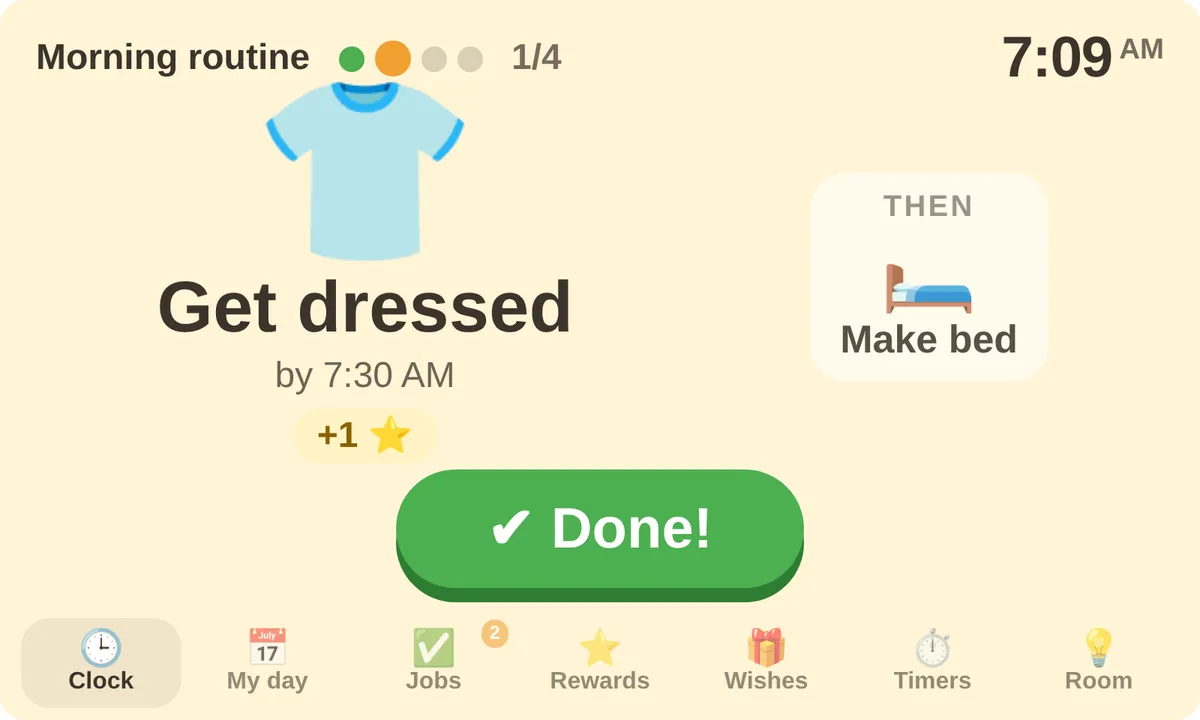 Morning routine 1/4
7:09 AM
THEN
Get dressed
Make bed
by 7:30 AM
+1
✔ Done!
2
July
17
Clock
My day
Jobs
Rewards
Wishes
Timers
Room